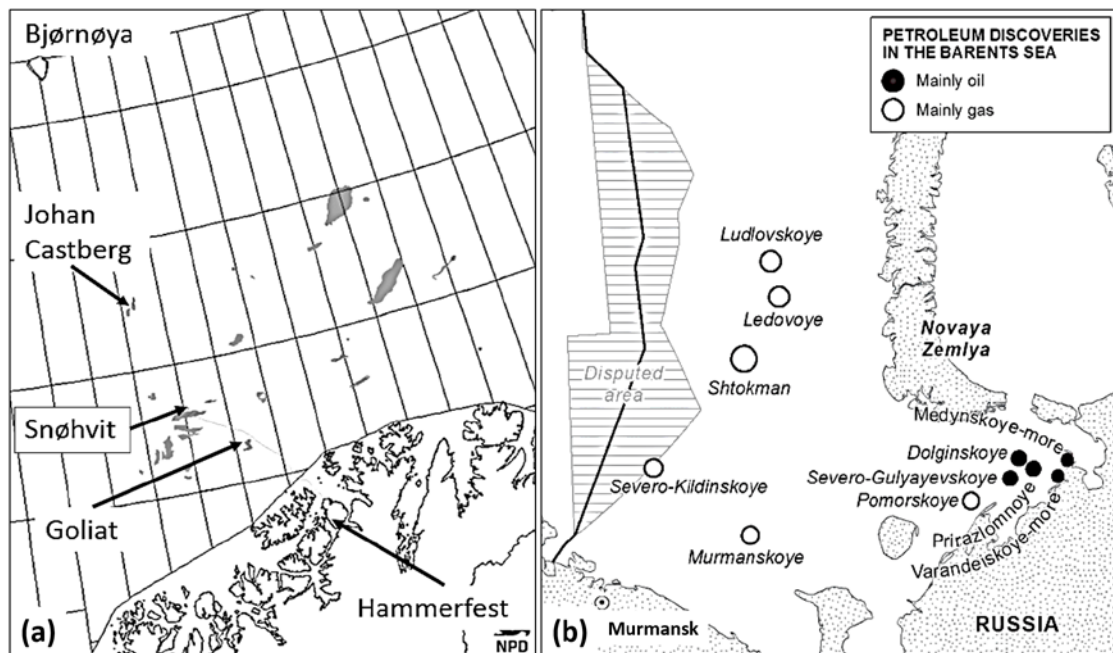 Bjørnøya
Johan
Castberg
Snøhvit
Goliat
Hammerfest
(a)
NPD
PETROLEUM DISCOVERIES
IN THE BARENTS SEA
Mainly oil
Mainly gas
Ludlovskoye
Ledovoye
Shtokman
Disputed
area
Novaya
Zemlya
Medynskoye-more
Dolginskoye
Severo-Gulyayevskoye
Severo-Kildinskoye
Pomorskoye
Prirazlomnoye
Varandeiskoye-more
Murmanskoye
(b)
Murmansk
RUSSIA